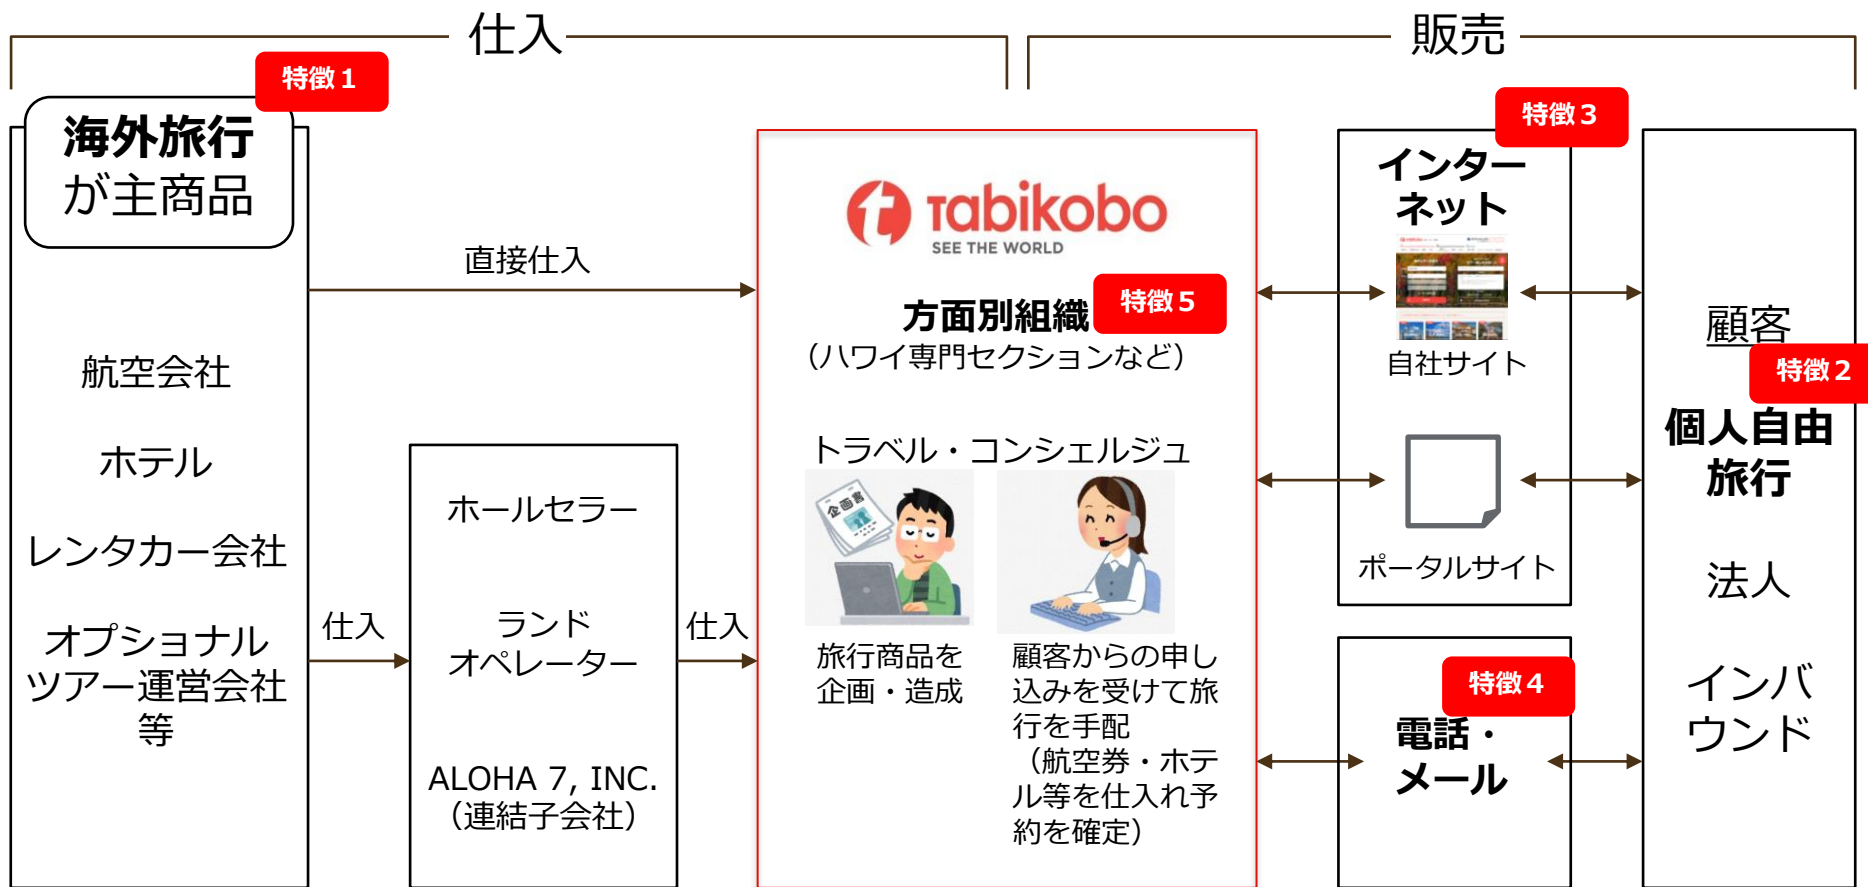 仕入
販売
特徴１
海外旅行
が主商品
航空会社
ホテル
レンタカー会社
オプショナル
ツアー運営会社
等
直接仕入
仕入
ホールセラー
ランド
オペレーター
ALOHA 7, INC.
（連結子会社）
仕入
Tabikobo
SEE THE WORLD
方面別組織
特徴５
（ハワイ専門セクションなど）
トラベル・コンシェルジュ
企画書
旅行商品を
企画・造成
顧客からの申し
込みを受けて旅
行を手配
（航空券・ホテ
ル等を仕入れ予
約を確定）
特徴３
インター
ネット
自社サイト
ポータルサイト
特徴４
電話・
メール
顧客
特徴２
個人自由
旅行
法人
インバ
ウンド